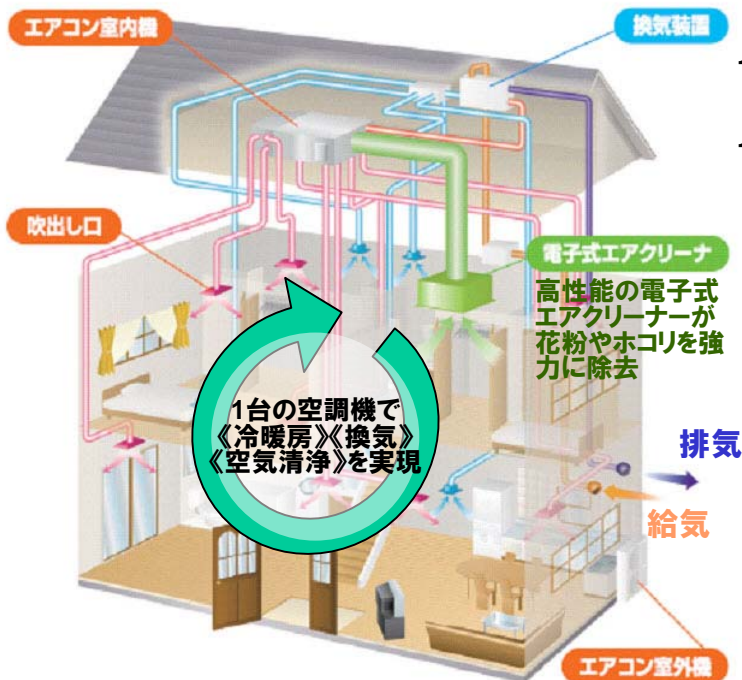 エアコン室内機
換気装置
吹出し口
電子式エアクリーナ
高性能の電子式
エアクリーナーが
花粉やホコリを強
力に除去
1台の空調機で
《冷暖房》《換気》
《空気清浄》を実現
排気
給気
エアコン室外機